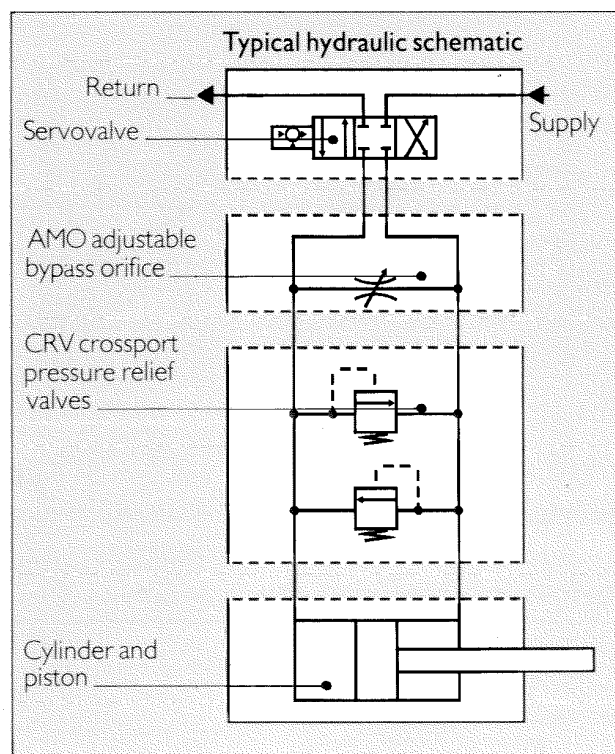 Typical hydraulic schematic
Return
Servovalve
Supply
AMO adjustable
bypass orifice
CRV crossport
pressure relief
valves
Cylinder and
piston